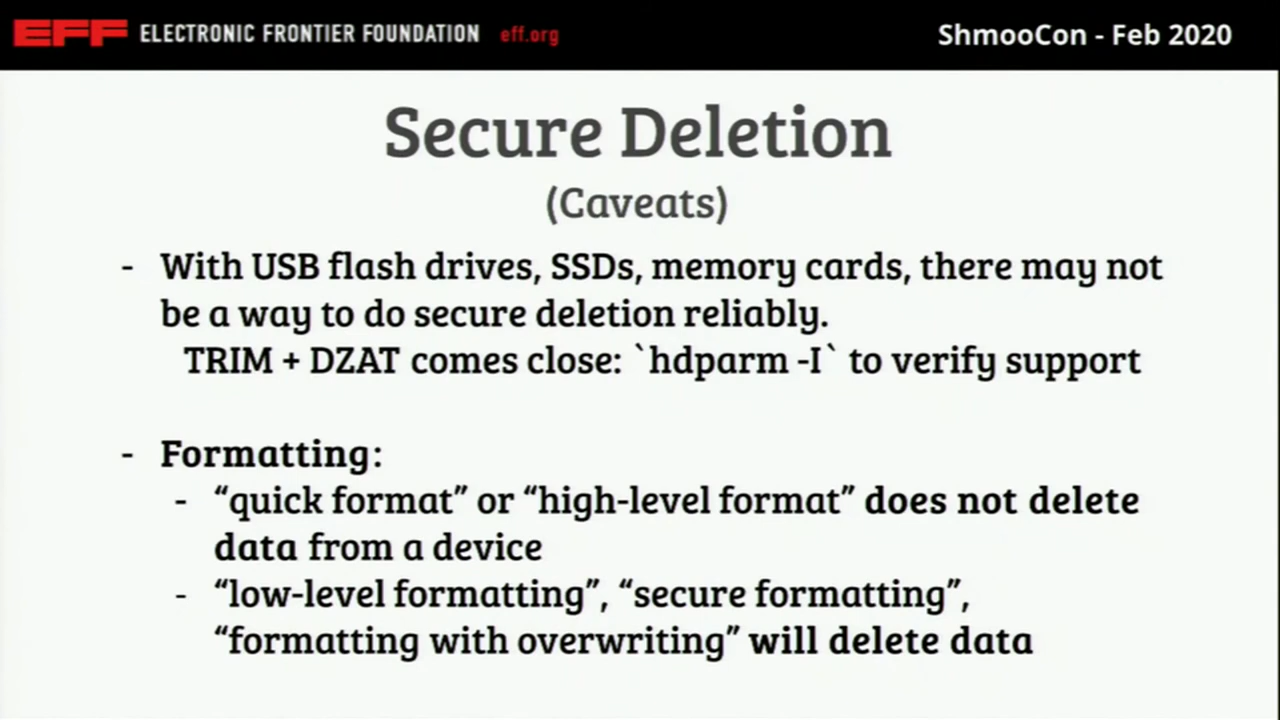 EFF ELECTRONIC FRONTIER FOUNDATION eff.org
ShmooCon - Feb 2020
Secure Deletion
(Caveats)
- With USB flash drives, SSDs, memory cards, there may not
be a way to do secure deletion reliably.
TRIM + DZAT comes close: `hdparm -I` to verify support
- Formatting:
- “quick format” or “high-level format” does not delete
data from a device
- “low-level formatting”, “secure formatting”,
“formatting with overwriting” will delete data